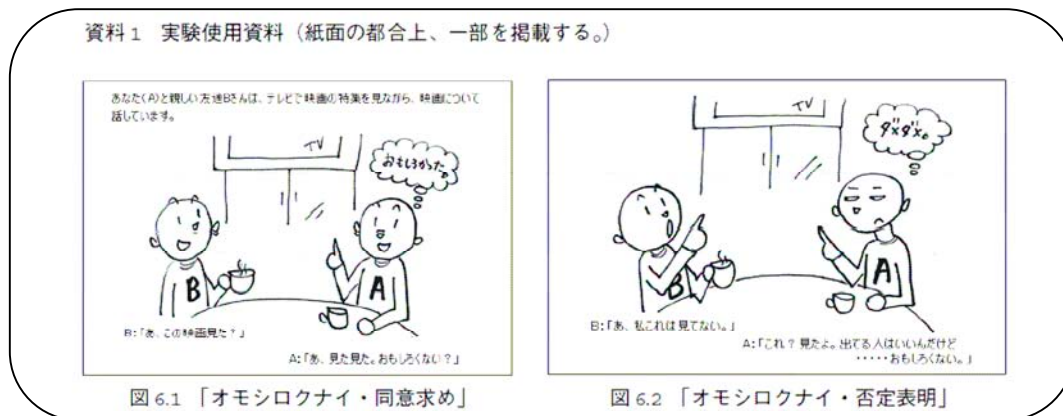 資料1 実験使用資料（紙面の都合上、一部を掲載する。）
あなた(A)と親しい友達Bさんは、テレビで映画の特集を見ながら、映画について
話しています。
TV
おもしろかった。
B
A
B:「あ、この映画見た？」
A:「あ、見た見た。おもしろくない？」
図6.1 「オモシロクナイ・同意求め」
TV
ダメダメ。
B
A
B:「あ、私これは見てない。」
A:「これ？見たよ。出てる人はいいんだけど
・・・・・おもしろくない。」
図6.2 「オモシロクナイ・否定表明」